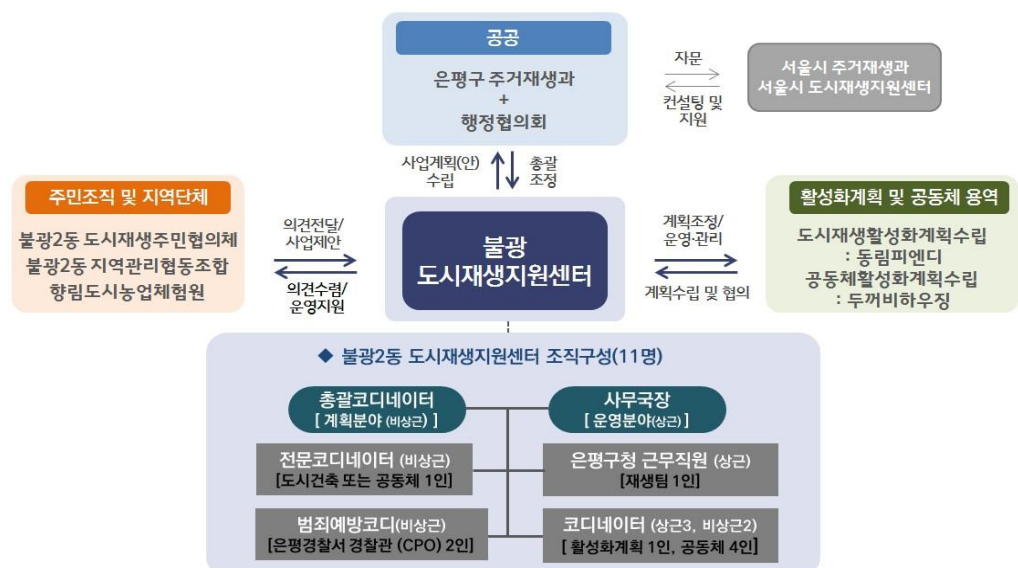 공공
은평구 주거재생과
+
행정협의회
자문
컨설팅 및
지원
서울시 주거재생과
서울시 도시재생지원센터
사업계획(안)
수립
총괄
조정
주민조직 및 지역단체
불광2동 도시재생주민협의체
불광2동 지역관리협동조합
향림도시농업체험원
의견전달/
사업제안
의견수렴/
운영지원
불광
도시재생지원센터
계획조정/
운영·관리
계획수립 및 협의
활성화계획 및 공동체 용역
도시재생활성화계획수립
: 동림피엔디
공동체활성화계획수립
: 두꺼비하우징
◆ 불광2동 도시재생지원센터 조직구성(11명)
총괄코디네이터
[ 계획분야 (비상근) ]
사무국장
[ 운영분야(상근) ]
전문코디네이터 (비상근)
[도시건축 또는 공동체 1인]
은평구청 근무직원 (상근)
[재생팀 1인]
범죄예방코디(비상근)
[은평경찰서 경찰관 (CPO) 2인]
코디네이터 (상근3, 비상근2)
[ 활성화계획 1인, 공동체 4인]